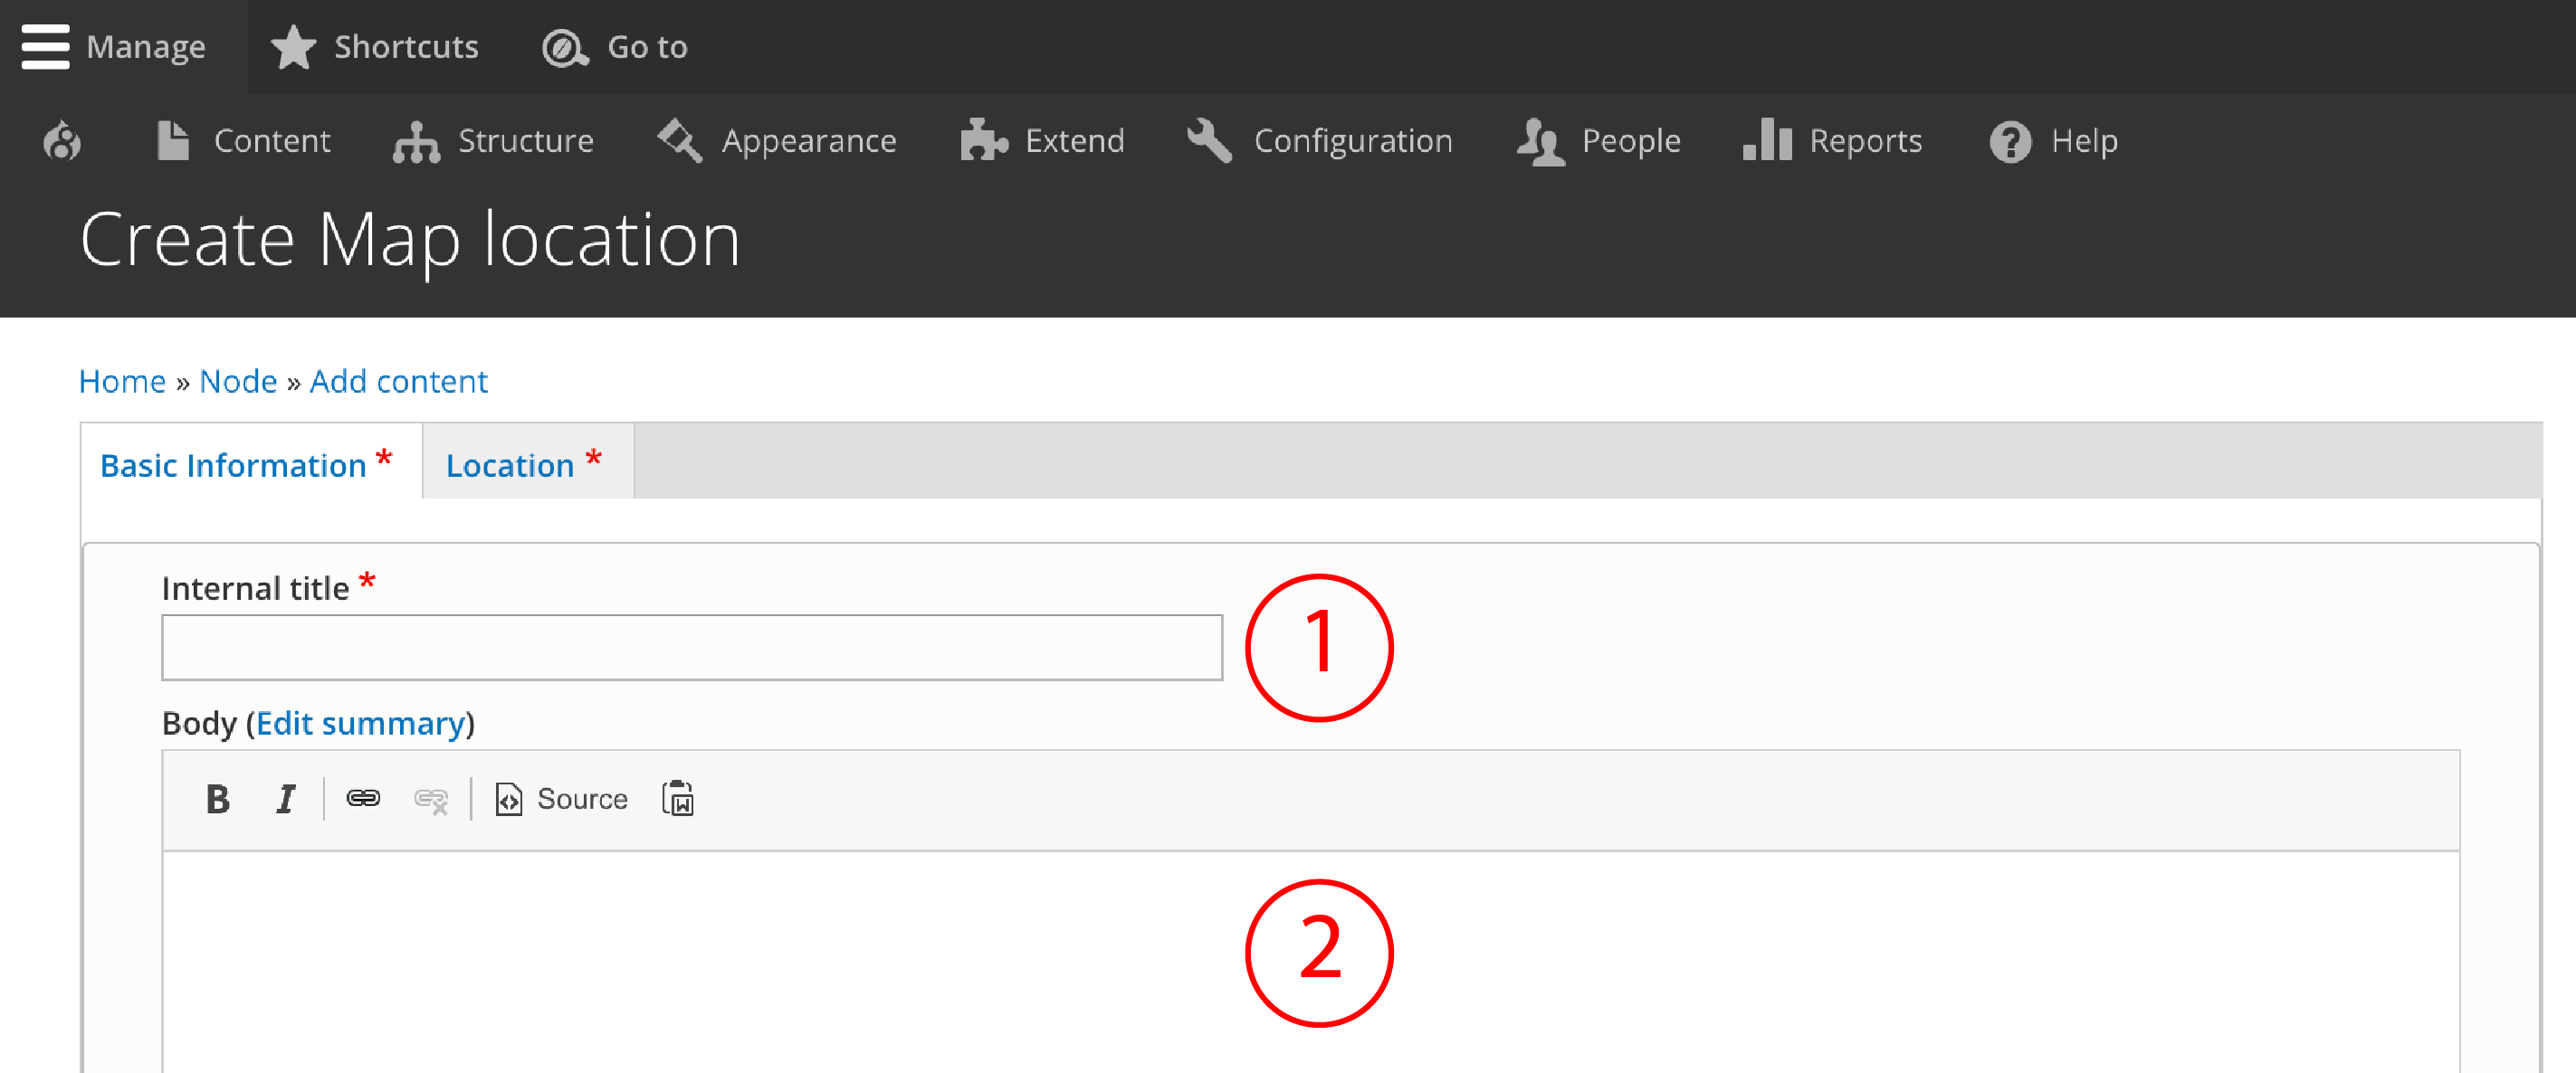 Manage Shortcuts Go to
Content Structure Appearance Extend Configuration People Reports Help
Create Map location
Home » Node » Add content
Basic Information * Location *
Internal title *
1
Body (Edit summary)
B I Source
2